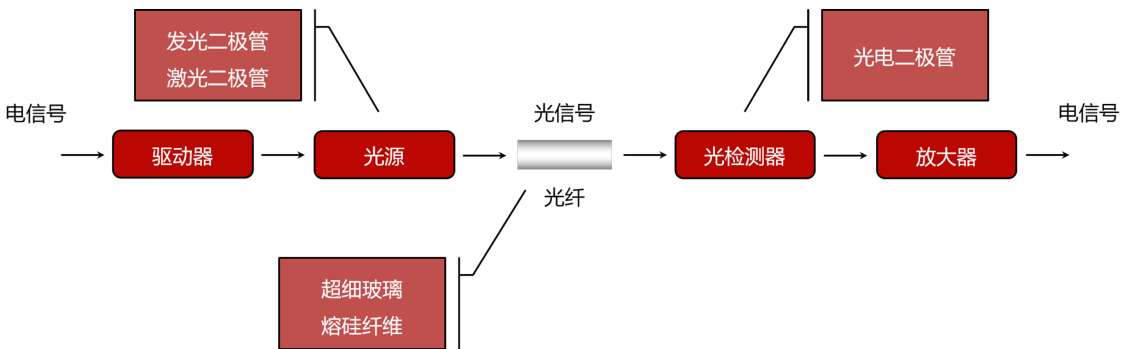 发光二极管
激光二极管
光电二极管
电信号
光信号
电信号
驱动器
光源
光检测器
放大器
光纤
超细玻璃
熔硅纤维